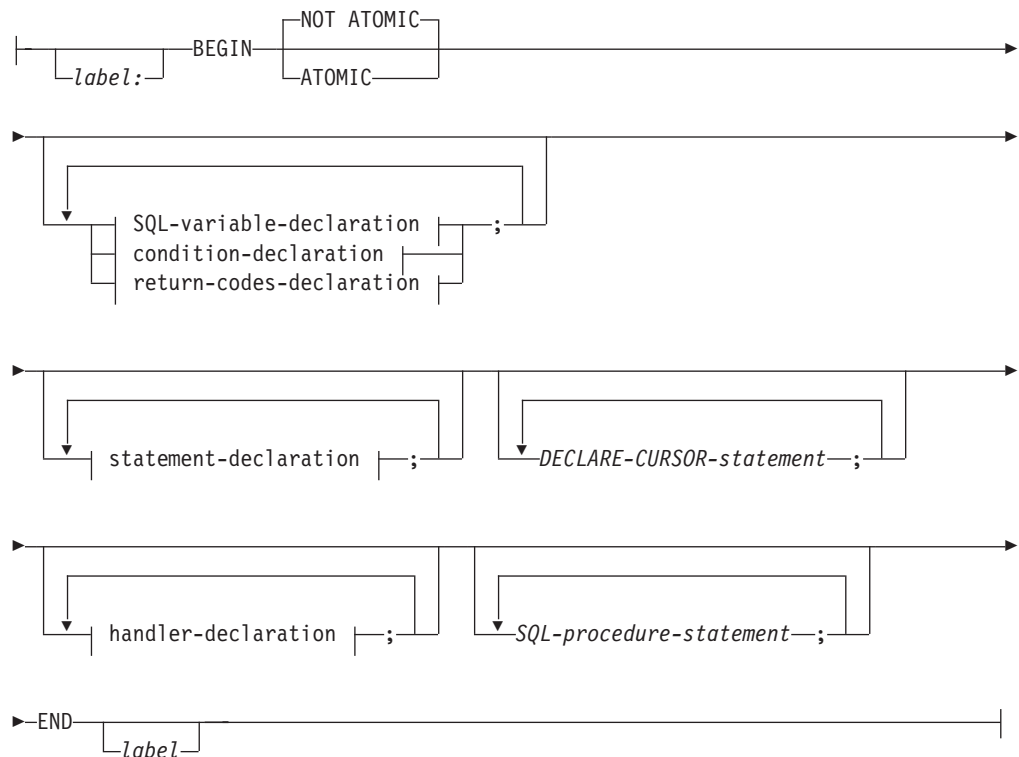 NOT ATOMIC
label: BEGIN
ATOMIC
SQL-variable-declaration ;
condition-declaration
return-codes-declaration
statement-declaration ; DECLARE-CURSOR-statement ;
handler-declaration ; SQL-procedure-statement ;
END
label